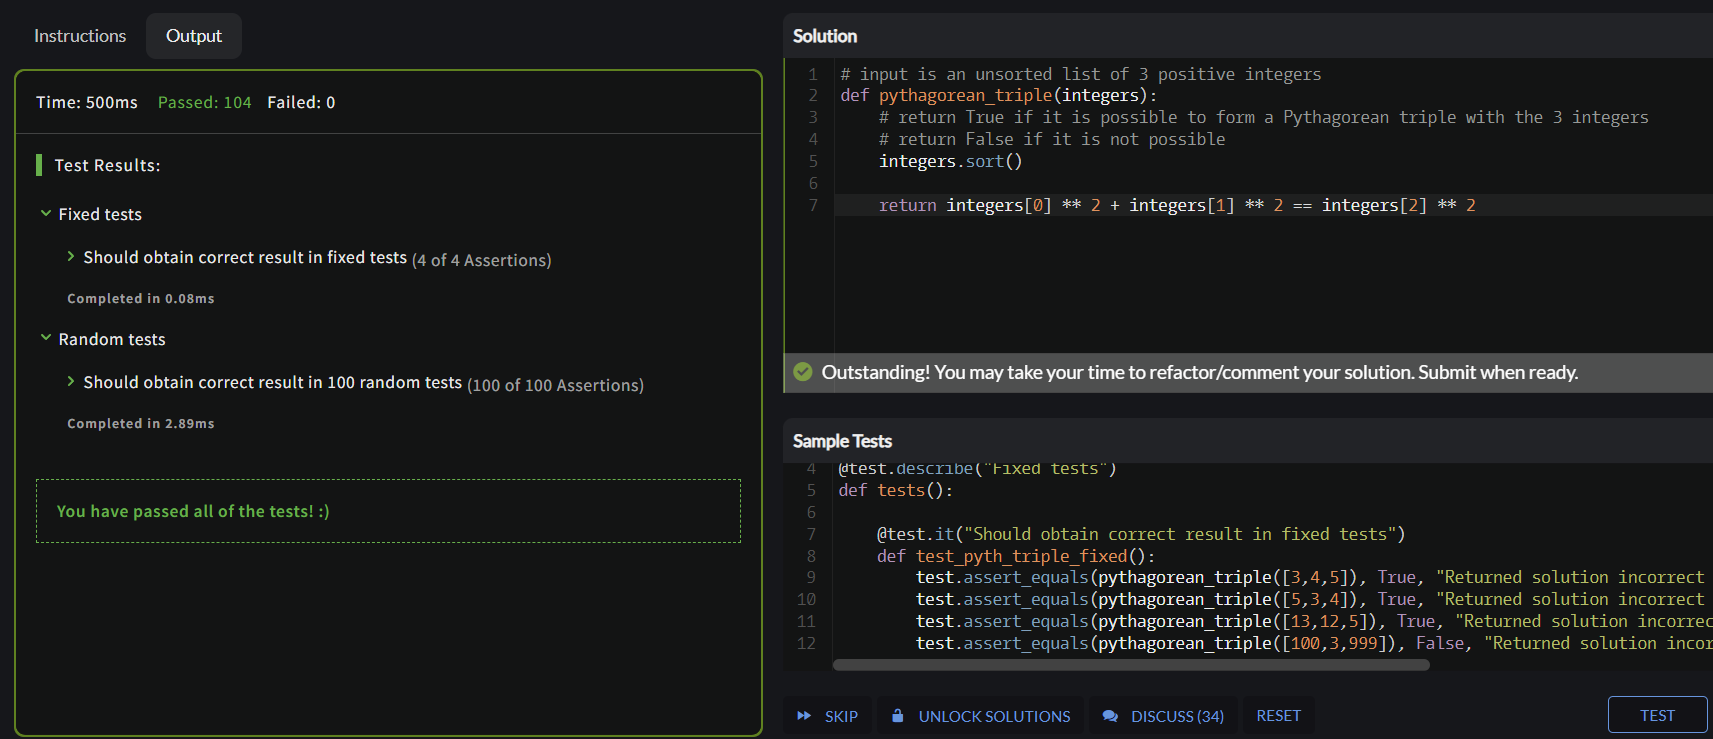 Instructions
Output
Time: 500ms Passed: 104 Failed: 0
Test Results:
Fixed tests
Should obtain correct result in fixed tests (4 of 4 Assertions)
Completed in 0.08ms
Random tests
Should obtain correct result in 100 random tests (100 of 100 Assertions)
Completed in 2.89ms
You have passed all of the tests! :)
Solution
1 # input is an unsorted list of 3 positive integers
2 def pythagorean_triple(integers):
3     # return True if it is possible to form a Pythagorean triple with the 3 integers
4     # return False if it is not possible
5     integers.sort()
6
7     return integers[0] ** 2 + integers[1] ** 2 == integers[2] ** 2
Outstanding! You may take your time to refactor/comment your solution. Submit when ready.
Sample Tests
4 @test.describe("Fixed tests")
5 def tests():
6
7     @test.it("Should obtain correct result in fixed tests")
8     def test_pyth_triple_fixed():
9         test.assert_equals(pythagorean_triple([3,4,5]), True, "Returned solution incorrect
10         test.assert_equals(pythagorean_triple([5,3,4]), True, "Returned solution incorrect
11         test.assert_equals(pythagorean_triple([13,12,5]), True, "Returned solution incorrec
12         test.assert_equals(pythagorean_triple([100,3,999]), False, "Returned solution incor
SKIP
UNLOCK SOLUTIONS
DISCUSS (34)
RESET
TEST